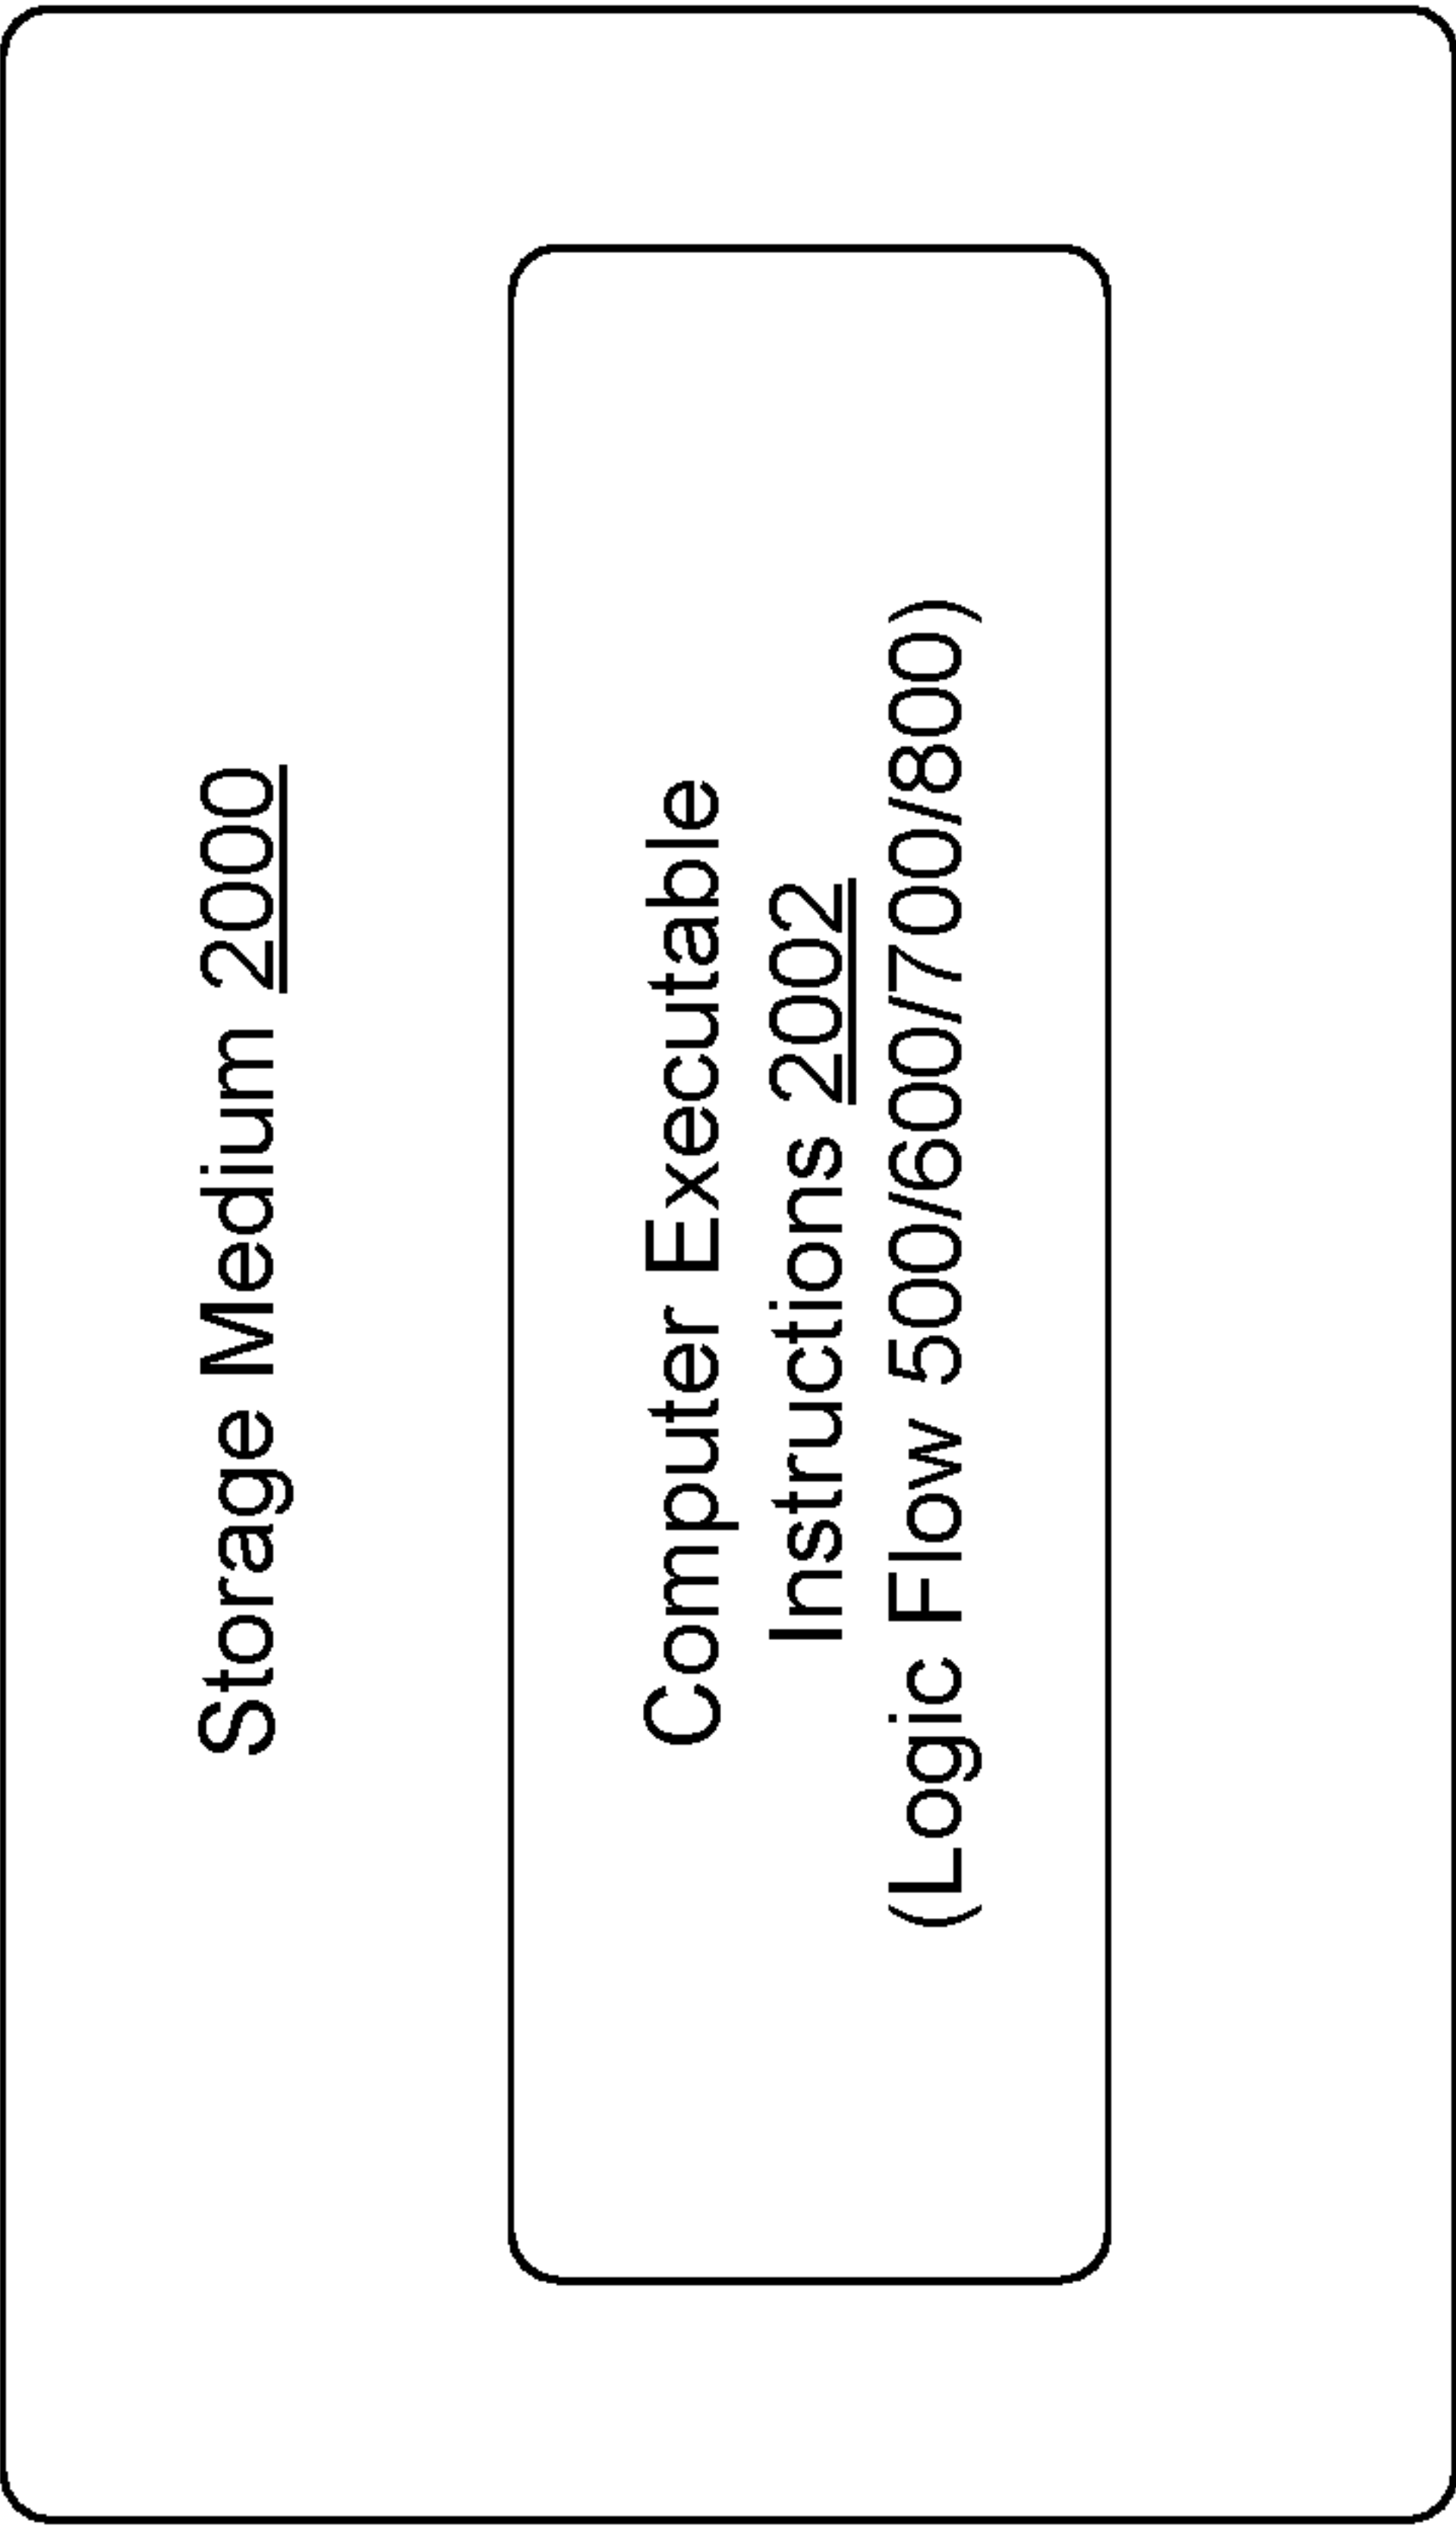 Storage Medium 2000
Computer Executable
Instructions 2002
(Logic Flow 500/600/700/800)